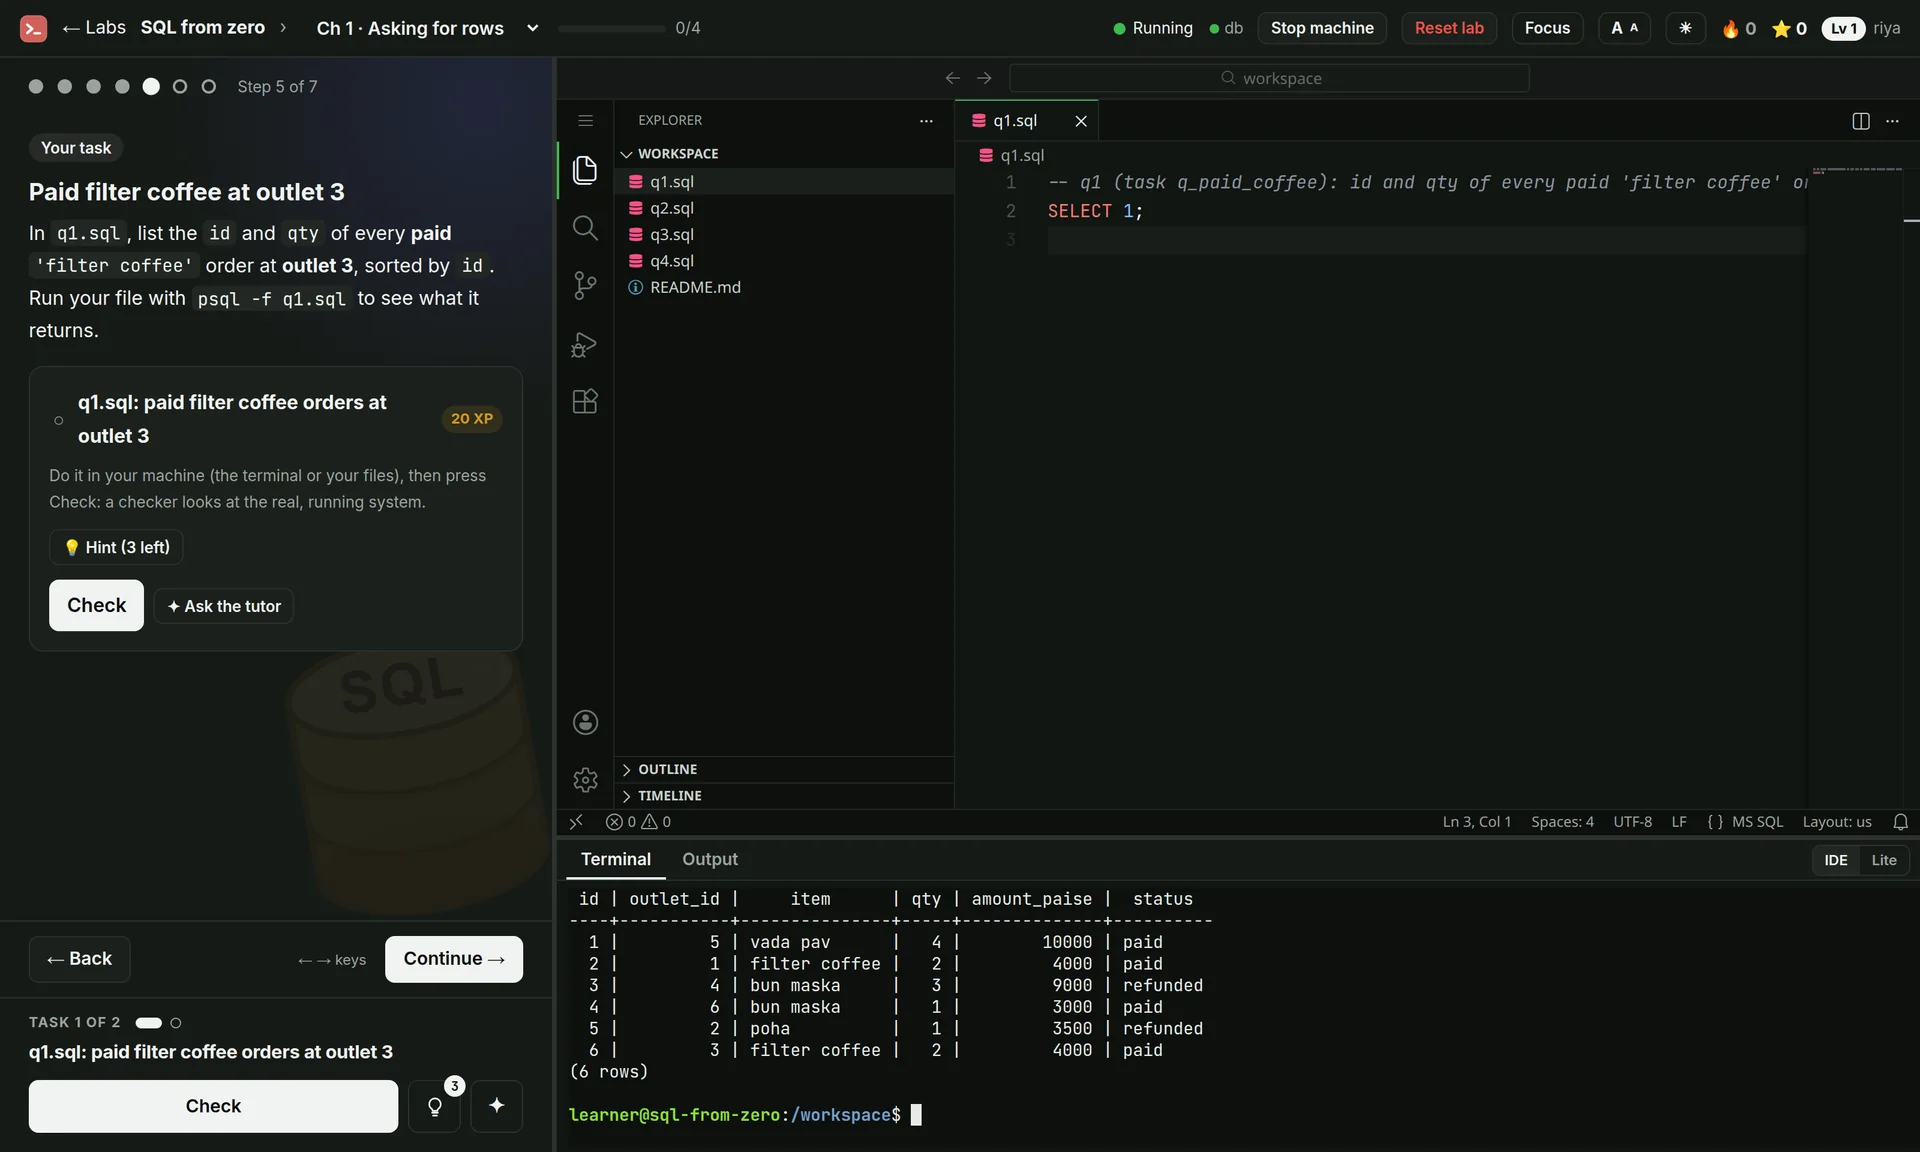 ← Labs SQL from zero › Ch 1 · Asking for rows 0/4 Running db Stop machine Reset lab Focus A A 0 0 Lv 1 riya
Step 5 of 7
Your task
Paid filter coffee at outlet 3
In q1.sql, list the id and qty of every paid
'filter coffee' order at outlet 3, sorted by id.
Run your file with psql -f q1.sql to see what it
returns.
q1.sql: paid filter coffee orders at
outlet 3
20 XP
Do it in your machine (the terminal or your files), then press
Check: a checker looks at the real, running system.
Hint (3 left)
Check
Ask the tutor
SQL
← Back
←→ keys
Continue →
TASK 1 OF 2
q1.sql: paid filter coffee orders at outlet 3
Check
3
workspace
EXPLORER
WORKSPACE
q1.sql
q2.sql
q3.sql
q4.sql
README.md
OUTLINE
TIMELINE
q1.sql
q1.sql
1 -- q1 (task q_paid_coffee): id and qty of every paid 'filter coffee' or
2 SELECT 1;
3
0 0
Ln 3, Col 1 Spaces: 4 UTF-8 LF { } MS SQL Layout: us
Terminal Output IDE Lite
id | outlet_id | item | qty | amount_paise | status
----+-----------+---------------+-----+--------------+----------
1 | 5 | vada pav | 4 | 10000 | paid
2 | 1 | filter coffee | 2 | 4000 | paid
3 | 4 | bun maska | 3 | 9000 | refunded
4 | 6 | bun maska | 1 | 3000 | paid
5 | 2 | poha | 1 | 3500 | refunded
6 | 3 | filter coffee | 2 | 4000 | paid
(6 rows)
learner@sql-from-zero:/workspace$